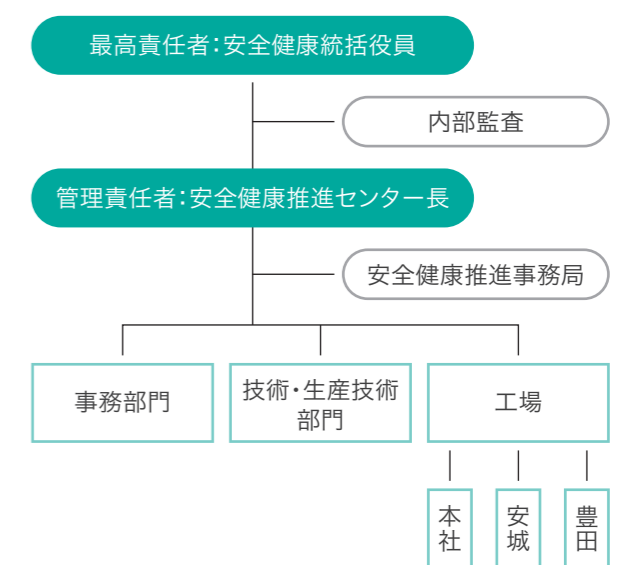 最高責任者：安全健康統括役員
内部監査
管理責任者：安全健康推進センター長
安全健康推進事務局
事務部門
技術・生産技術
部門
工場
本社
安城
豊田